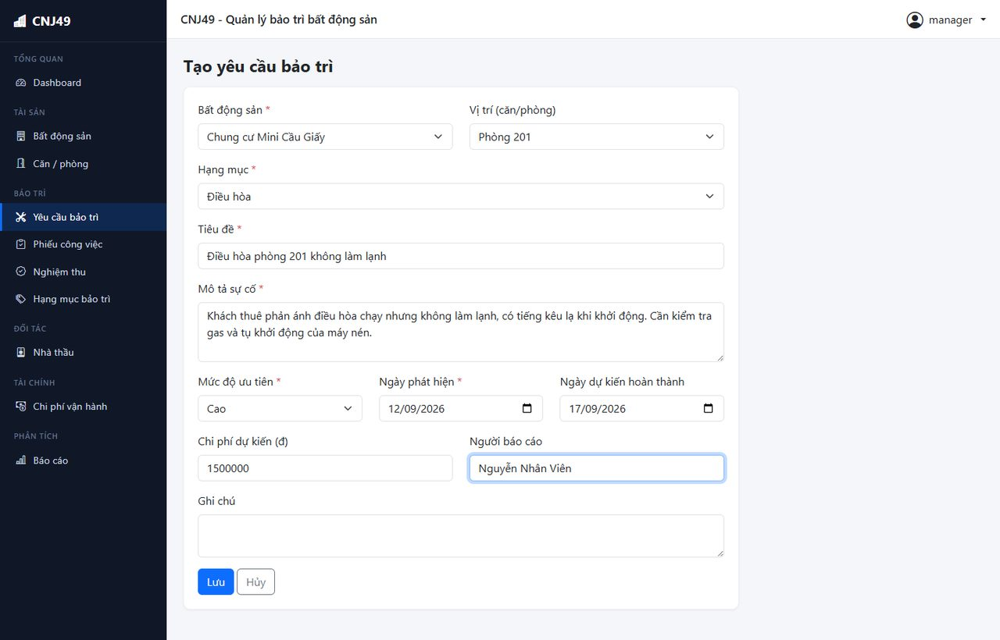 CNJ49
CNJ49 - Quản lý bảo trì bất động sản
manager
TỔNG QUAN
Dashboard
TÀI SẢN
Bất động sản
Căn / phòng
BẢO TRÌ
Yêu cầu bảo trì
Phiếu công việc
Nghiệm thu
Hạng mục bảo trì
ĐỐI TÁC
Nhà thầu
TÀI CHÍNH
Chi phí vận hành
PHÂN TÍCH
Báo cáo
Tạo yêu cầu bảo trì
Bất động sản *
Vị trí (căn/phòng)
Chung cư Mini Cầu Giấy
Phòng 201
Hạng mục *
Điều hòa
Tiêu đề *
Điều hòa phòng 201 không làm lạnh
Mô tả sự cố *
Khách thuê phản ánh điều hòa chạy nhưng không làm lạnh, có tiếng kêu lạ khi khởi động. Cần kiểm tra
gas và tụ khởi động của máy nén.
Mức độ ưu tiên *
Ngày phát hiện *
Ngày dự kiến hoàn thành
Cao
12/09/2026
17/09/2026
Chi phí dự kiến (đ)
Người báo cáo
1500000
Nguyễn Nhân Viên
Ghi chú
Lưu
Hủy